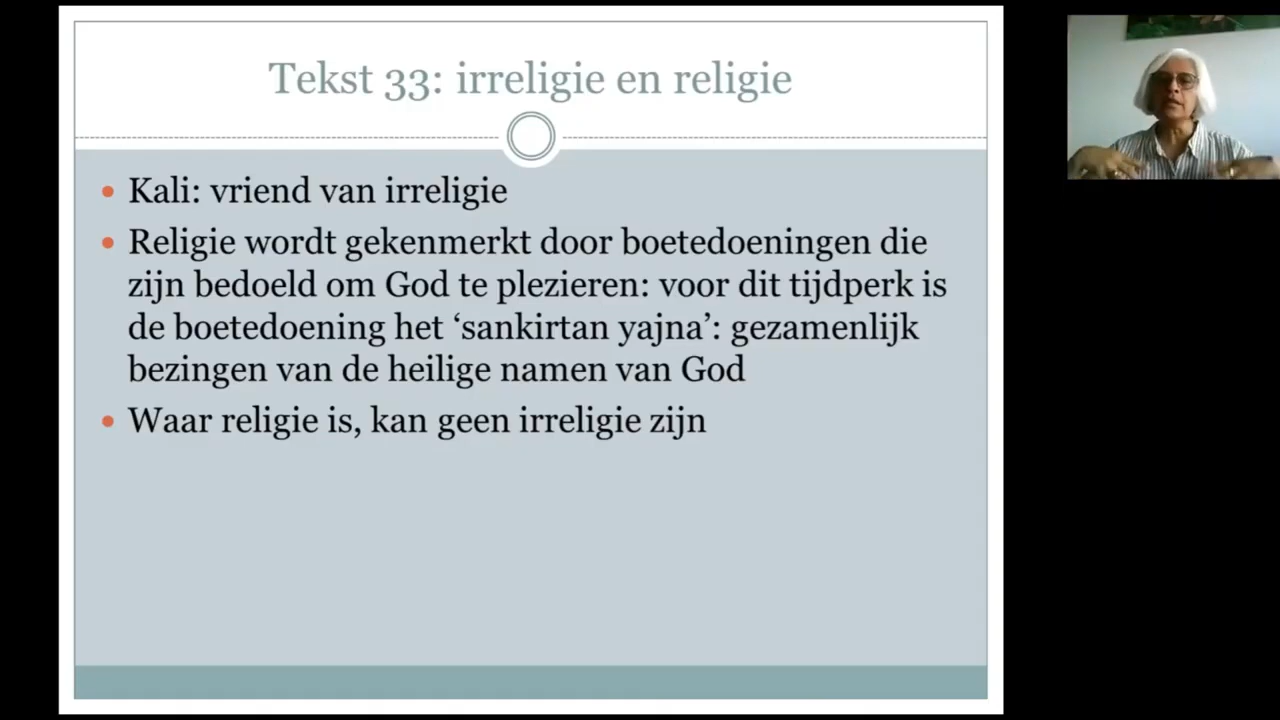 Tekst 33: irreligie en religie
• Kali: vriend van irreligie
• Religie wordt gekenmerkt door boetedoeningen die
zijn bedoeld om God te plezieren: voor dit tijdperk is
de boetedoening het ‘sankirtan yajna’: gezamenlijk
bezingen van de heilige namen van God
• Waar religie is, kan geen irreligie zijn